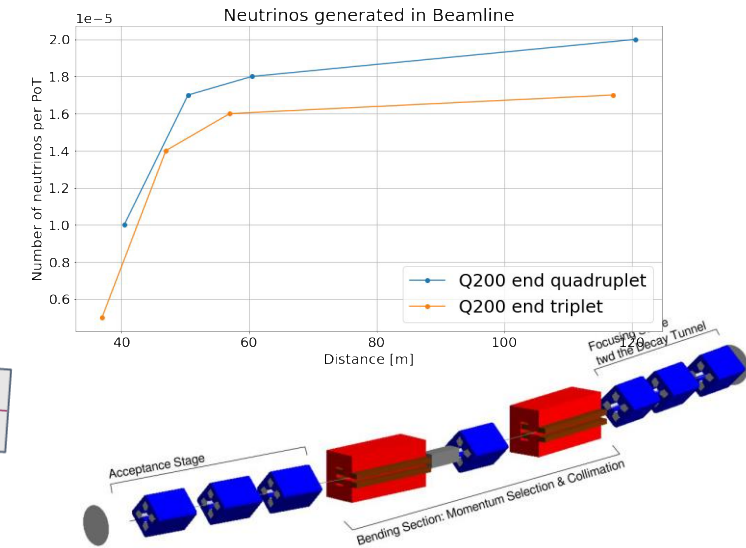 Neutrinos generated in Beamline
1e−5
2.0
1.8
1.6
1.4
1.2
1.0
0.8
0.6
Number of neutrinos per PoT
Q200 end quadruplet
Q200 end triplet
40
60
80
100
120
Distance [m]
Focusing
twd the Decay Tunnel
Acceptance Stage
Bending Section: Momentum Selection & Collimation